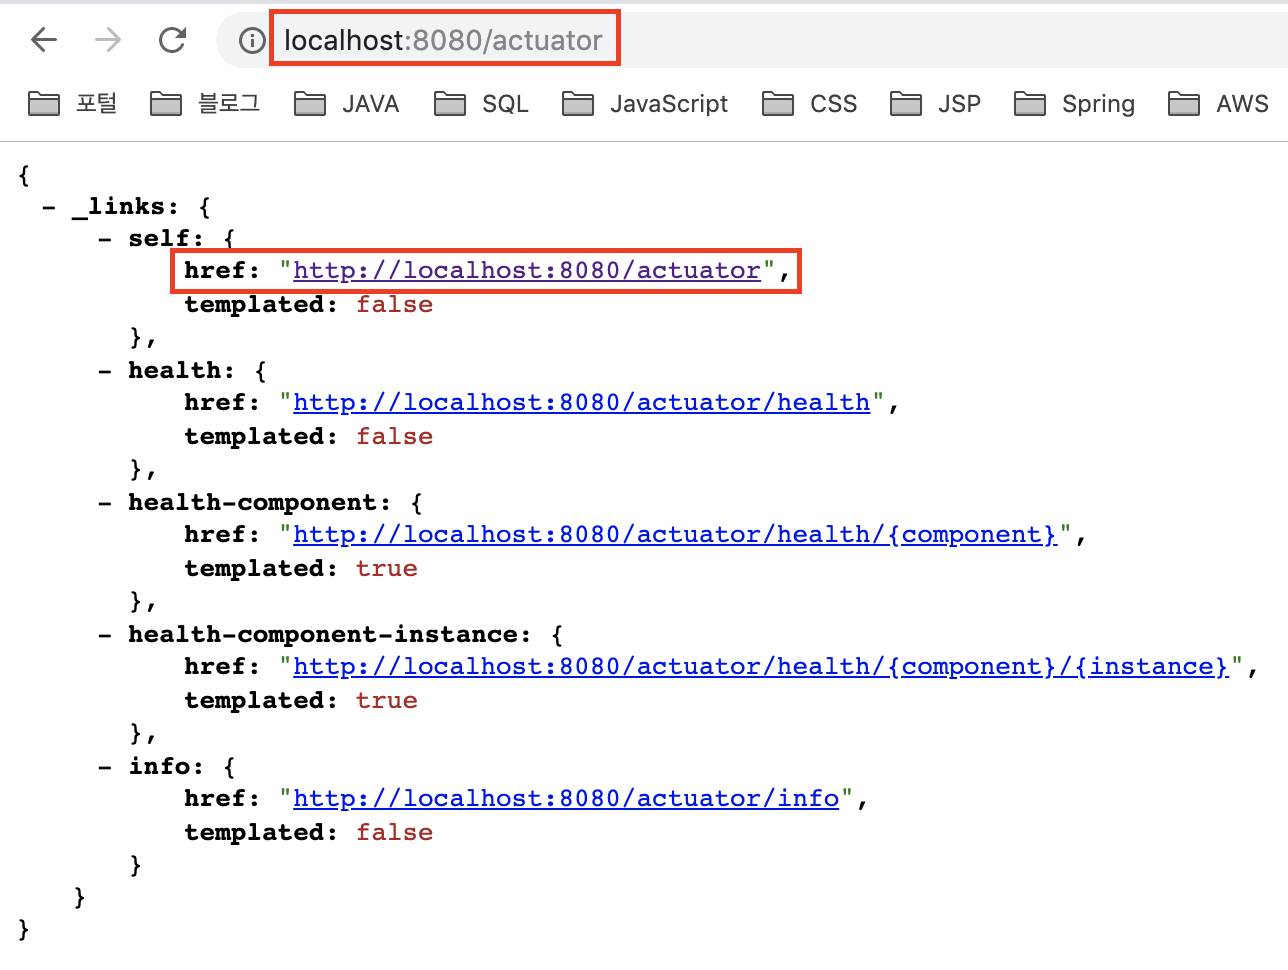 localhost:8080/actuator
포털 블로그 JAVA SQL JavaScript CSS JSP Spring AWS
{
- _links: {
- self: {
href: "http://localhost:8080/actuator",
templated: false
},
- health: {
href: "http://localhost:8080/actuator/health",
templated: false
},
- health-component: {
href: "http://localhost:8080/actuator/health/{component}",
templated: true
},
- health-component-instance: {
href: "http://localhost:8080/actuator/health/{component}/{instance}",
templated: true
},
- info: {
href: "http://localhost:8080/actuator/info",
templated: false
}
}
}